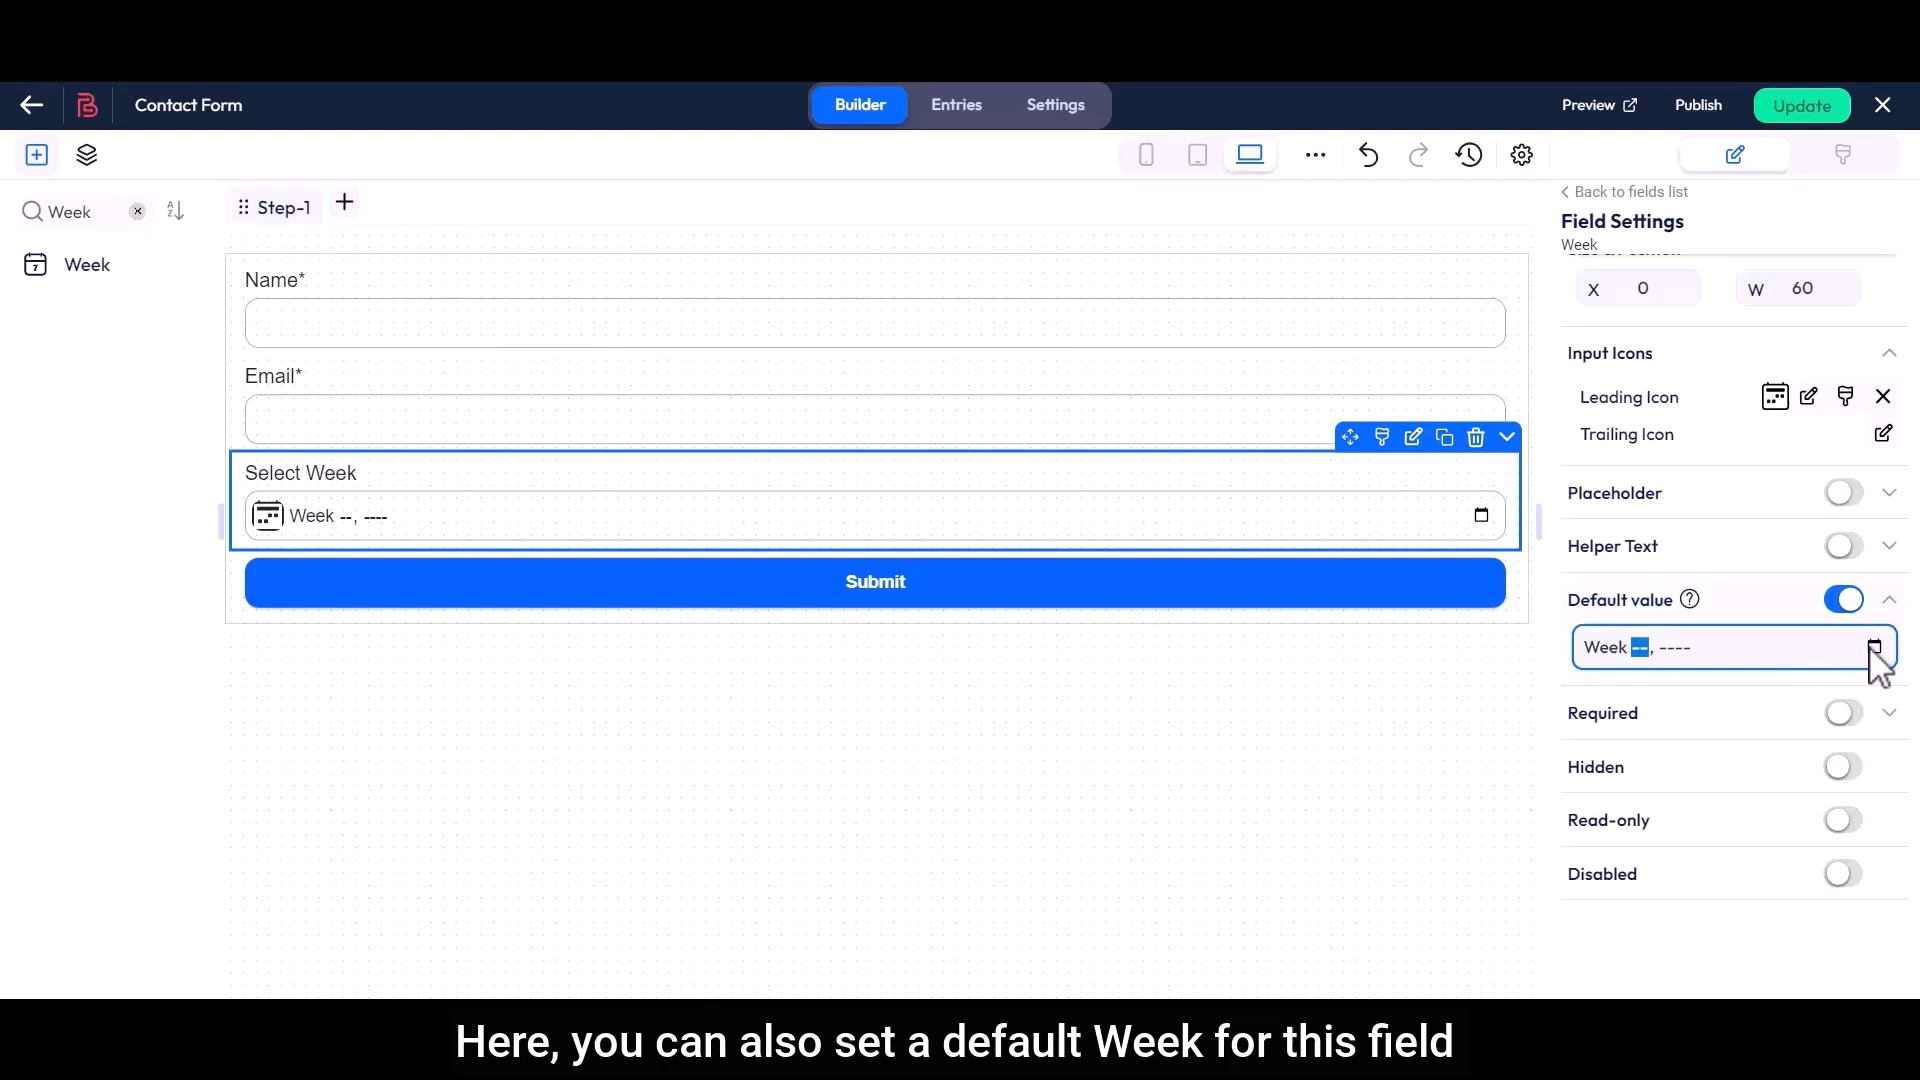 Contact Form
Builder
Entries
Settings
Preview
Publish
Update
Week
Step-1
Back to fields list
Field Settings
Week
Week
X 0
W 60
Name*
Input Icons
Email*
Leading Icon
Trailing Icon
Select Week
Placeholder
Week --, ----
Helper Text
Submit
Default value
Week --, ----
Required
Hidden
Read-only
Disabled
Here, you can also set a default Week for this field